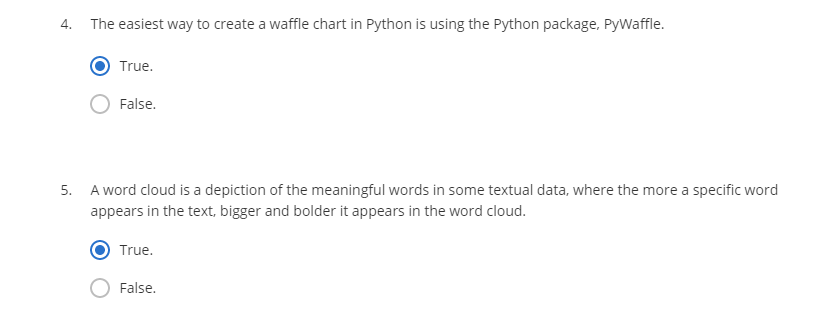 4. The easiest way to create a waffle chart in Python is using the Python package, PyWaffle.
True.
False.
5. A word cloud is a depiction of the meaningful words in some textual data, where the more a specific word
appears in the text, bigger and bolder it appears in the word cloud.
True.
False.